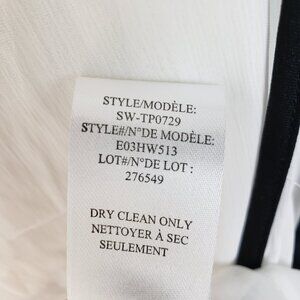 STYLE/MODÈLE:
SW-TP0729
STYLE#/N°DE MODÈLE:
E03HW513
LOT#/N°DE LOT :
276549
DRY CLEAN ONLY
NETTOYER À SEC
SEULEMENT